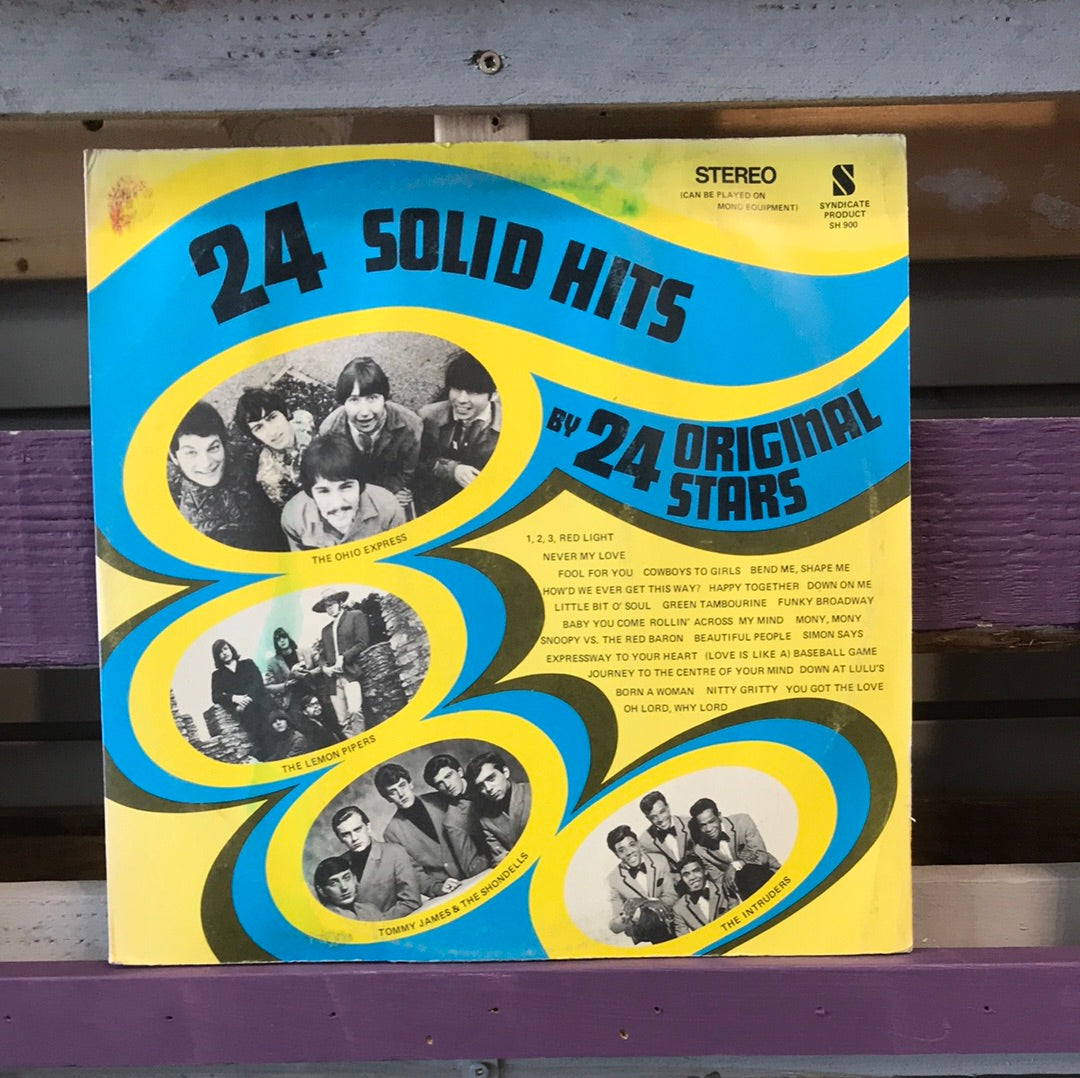 STEREO
(CAN BE PLAYED ON
MONO EQUIPMENT)
SYNDICATE
PRODUCT
SH 900
24 SOLID HITS
BY 24 ORIGINAL
STARS
THE OHIO EXPRESS
1, 2, 3, RED LIGHT
NEVER MY LOVE
FOOL FOR YOU COWBOYS TO GIRLS BEND ME, SHAPE ME
HOW'D WE EVER GET THIS WAY? HAPPY TOGETHER DOWN ON ME
LITTLE BIT O' SOUL GREEN TAMBOURINE FUNKY BROADWAY
BABY YOU COME ROLLIN' ACROSS MY MIND MONY, MONY
SNOOPY VS. THE RED BARON BEAUTIFUL PEOPLE SIMON SAYS
EXPRESSWAY TO YOUR HEART (LOVE IS LIKE A) BASEBALL GAME
JOURNEY TO THE CENTRE OF YOUR MIND DOWN AT LULU'S
BORN A WOMAN NITTY GRITTY YOU GOT THE LOVE
OH LORD, WHY LORD
THE LEMON PIPERS
TOMMY JAMES & THE SHONDELLS
THE INTRUDERS